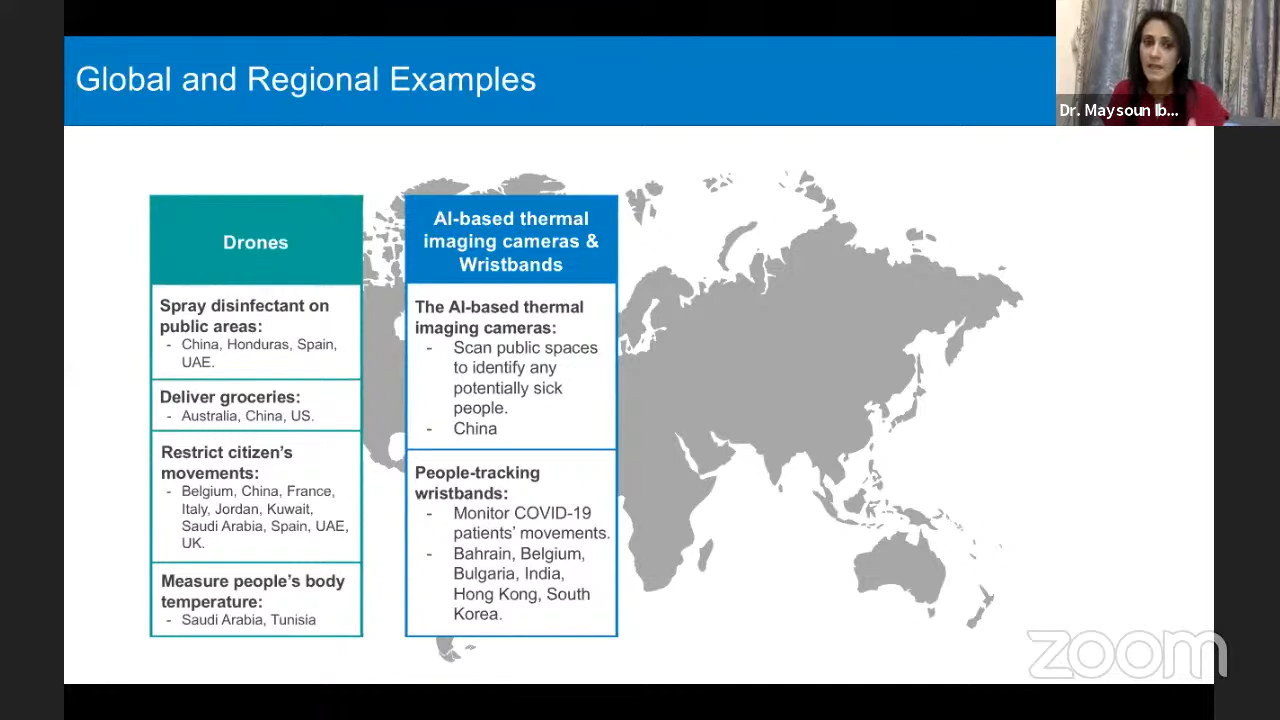 Global and Regional Examples
Dr. Maysoun Ib...
Drones
Spray disinfectant on
public areas:
- China, Honduras, Spain,
UAE.
Deliver groceries:
- Australia, China, US.
Restrict citizen's
movements:
- Belgium, China, France,
Italy, Jordan, Kuwait,
Saudi Arabia, Spain, UAE,
UK.
Measure people's body
temperature:
- Saudi Arabia, Tunisia
AI-based thermal
imaging cameras &
Wristbands
The AI-based thermal
imaging cameras:
- Scan public spaces
to identify any
potentially sick
people.
- China
People-tracking
wristbands:
- Monitor COVID-19
patients' movements.
- Bahrain, Belgium,
Bulgaria, India,
Hong Kong, South
Korea.
zoom